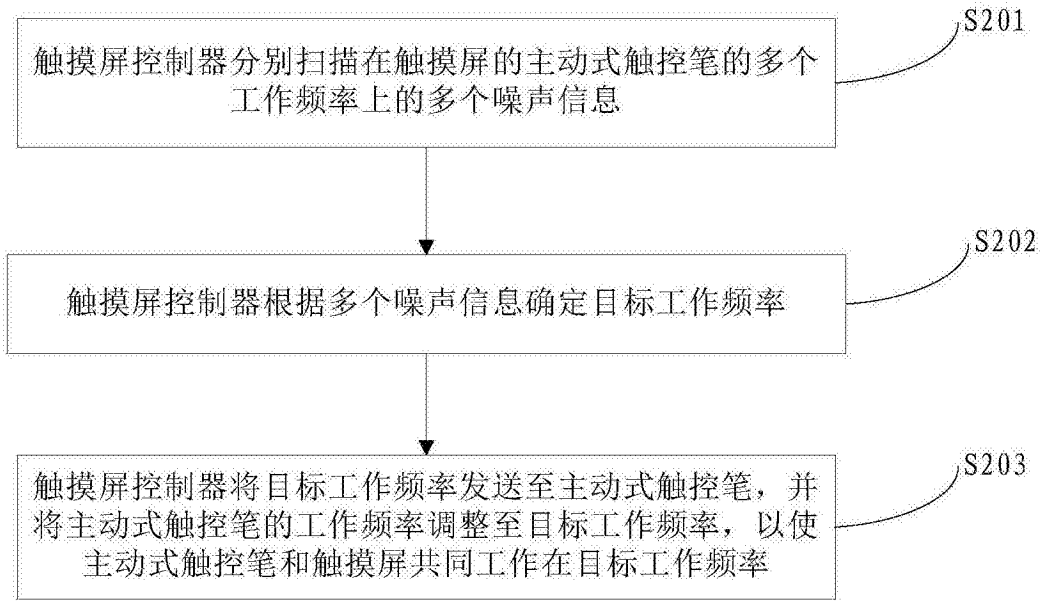 S201
触摸屏控制器分别扫描在触摸屏的主动式触控笔的多个
工作频率上的多个噪声信息
S202
触摸屏控制器根据多个噪声信息确定目标工作频率
S203
触摸屏控制器将目标工作频率发送至主动式触控笔，并
将主动式触控笔的工作频率调整至目标工作频率，以使
主动式触控笔和触摸屏共同工作在目标工作频率